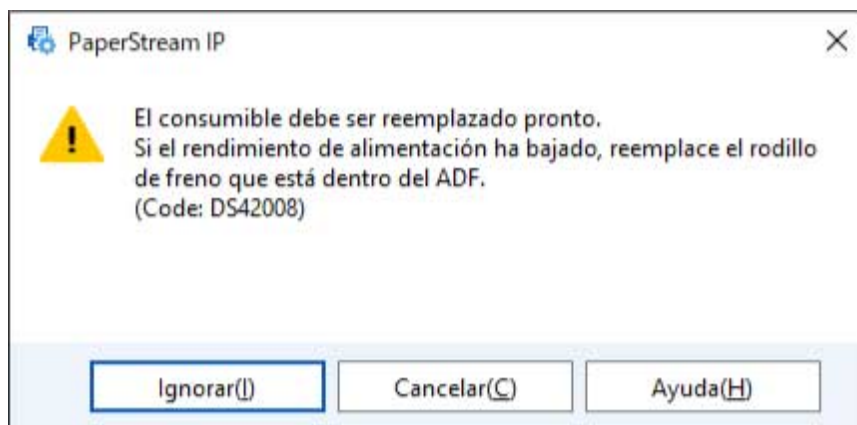 PaperStream IP
El consumible debe ser reemplazado pronto.
Si el rendimiento de alimentación ha bajado, reemplace el rodillo
de freno que está dentro del ADF.
(Code: DS42008)
Ignorar(I) Cancelar(C) Ayuda(H)